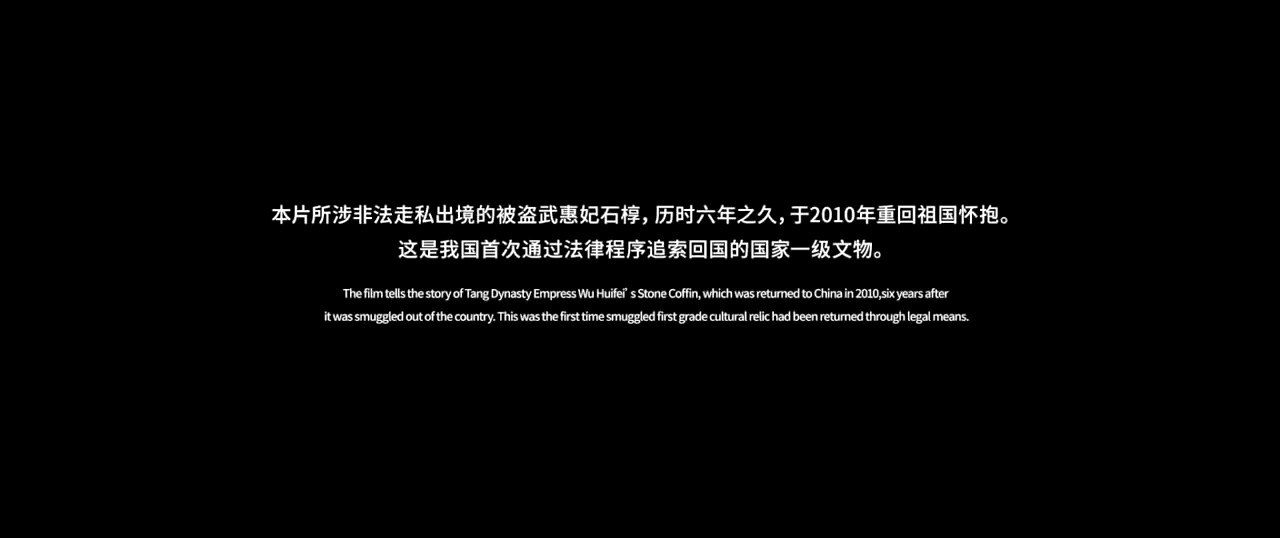 本片所涉非法走私出境的被盗武惠妃石椁，历时六年之久，于2010年重回祖国怀抱。
这是我国首次通过法律程序追索回国的国家一级文物。
The film tells the story of Tang Dynasty Empress Wu Huifei’s Stone Coffin, which was returned to China in 2010,six years after
it was smuggled out of the country. This was the first time smuggled first grade cultural relic had been returned through legal means.